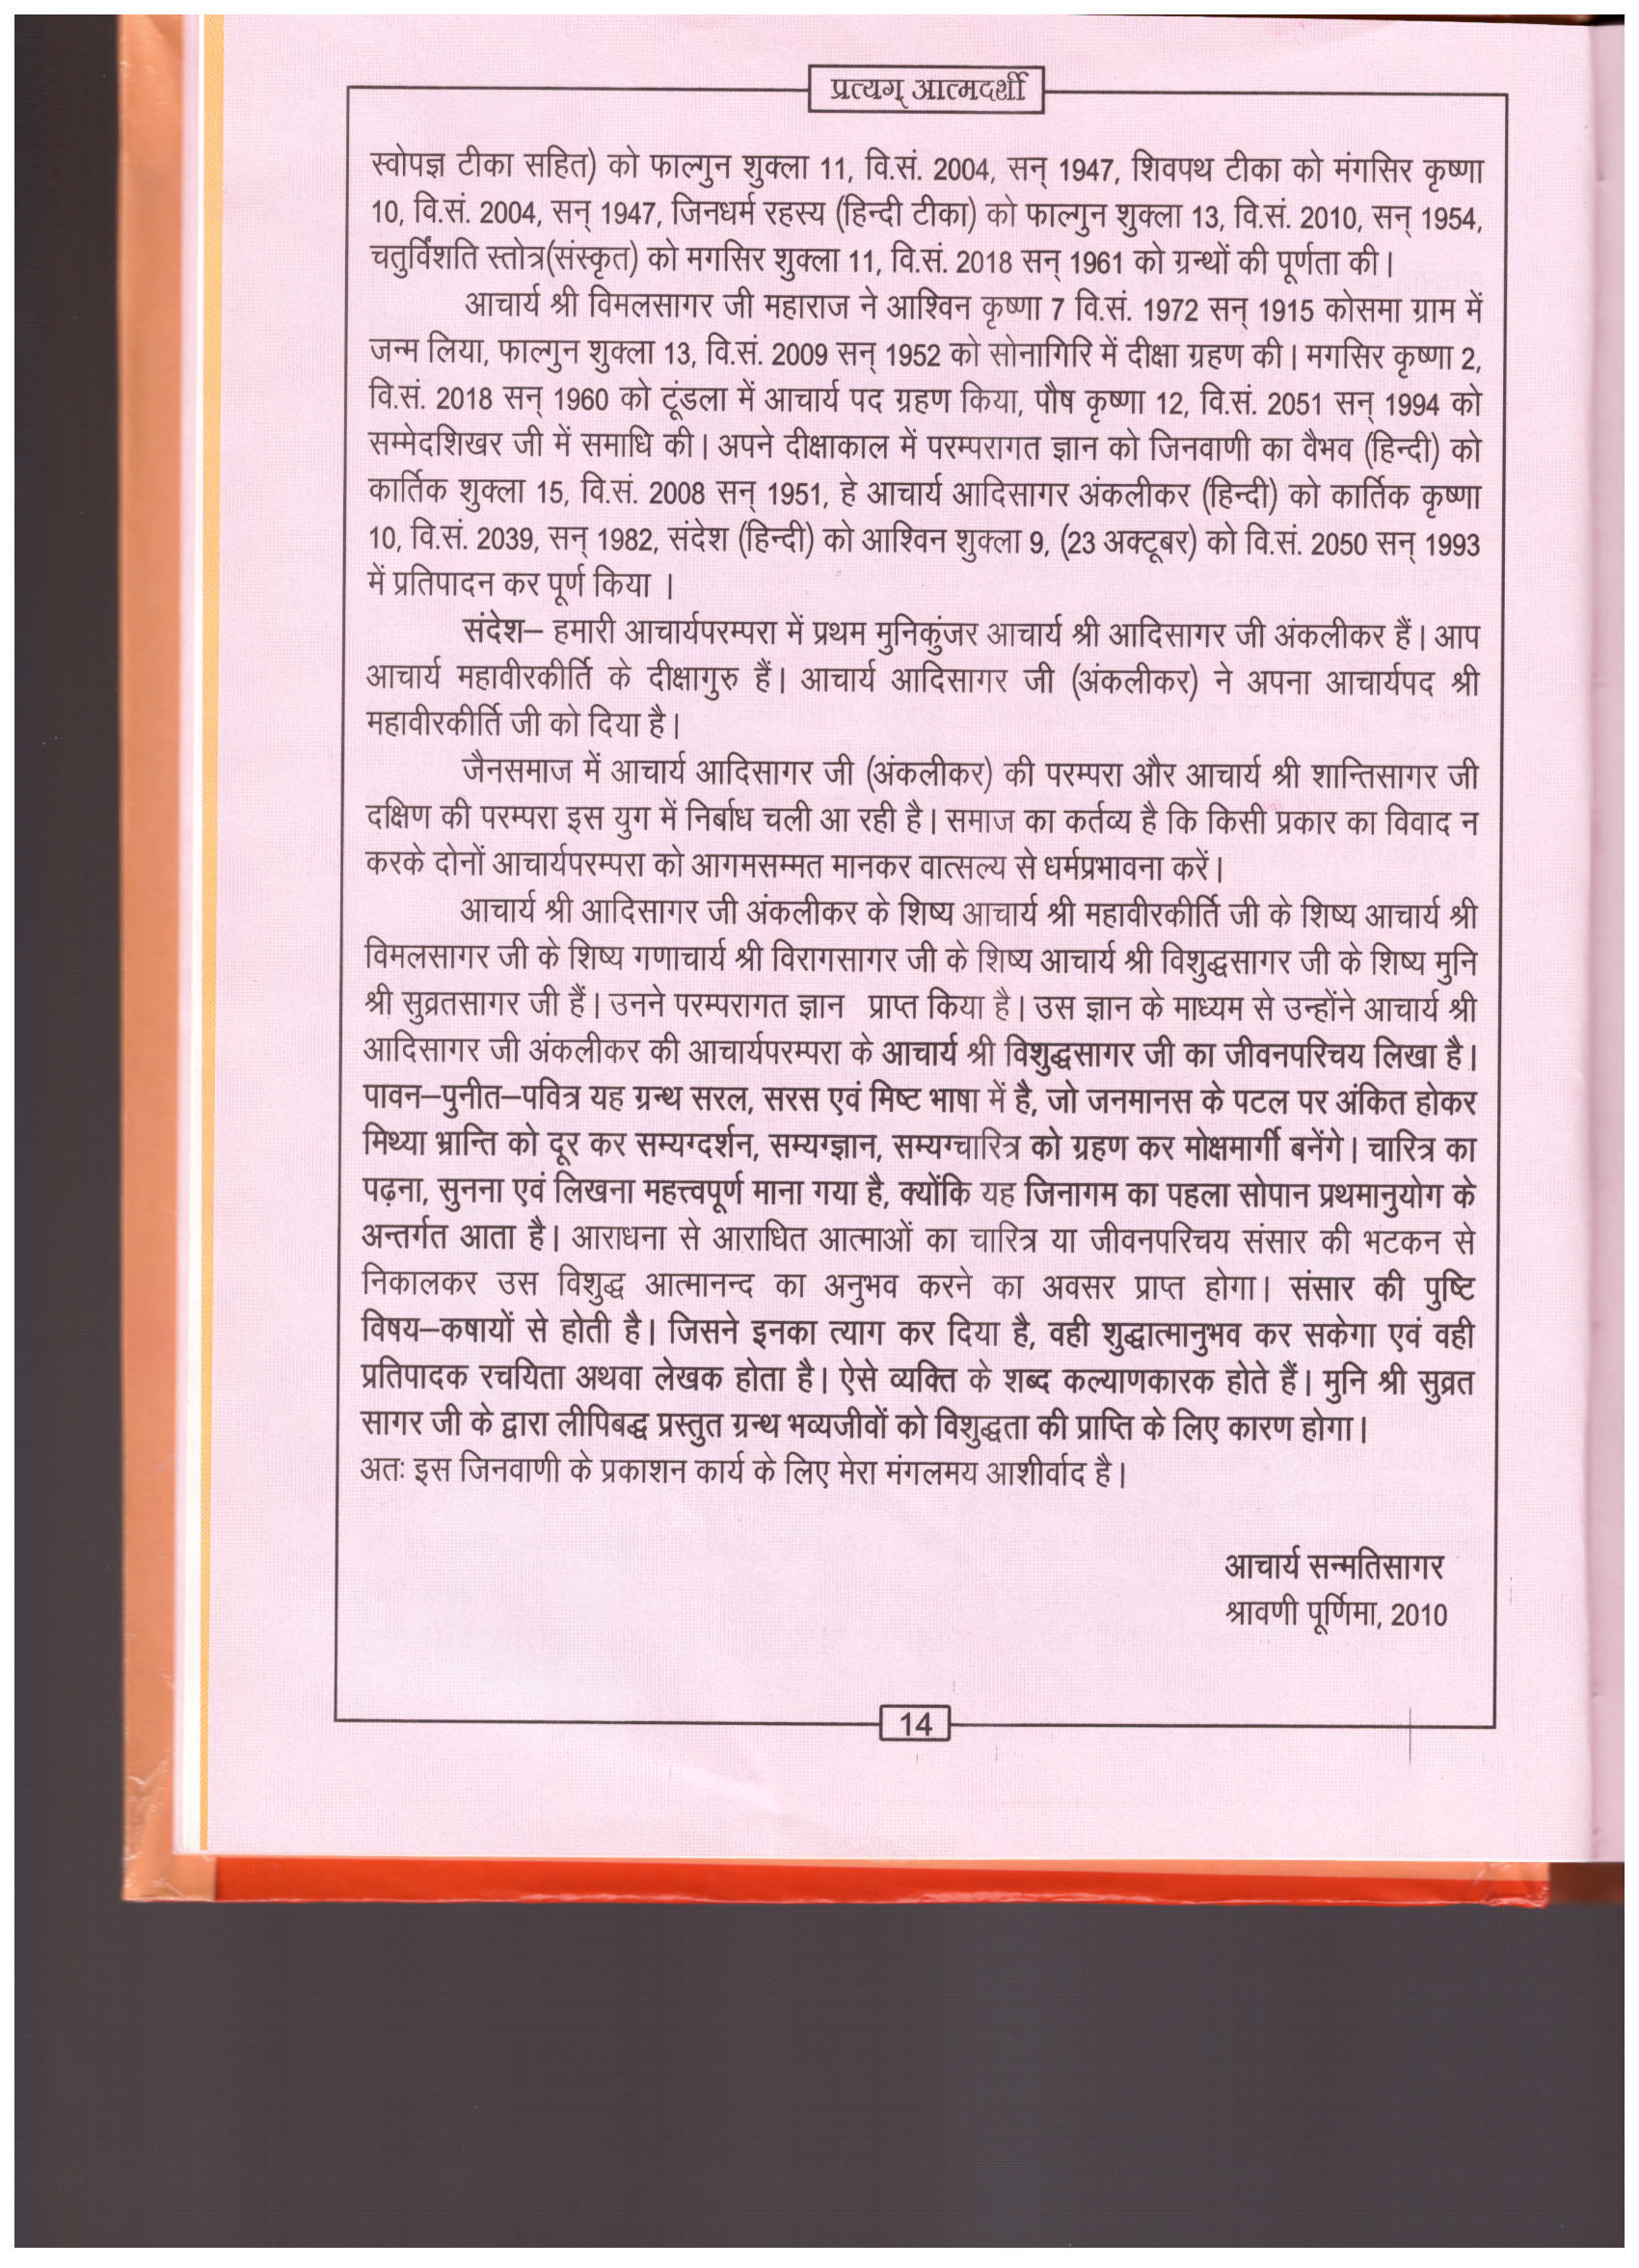 प्रत्यग् आत्मदर्शी
स्वोपज्ञ टीका सहित) को फाल्गुन शुक्ला 11, वि.सं. 2004, सन् 1947, शिवपथ टीका को मंगसिर कृष्णा
10, वि.सं. 2004, सन् 1947, जिनधर्म रहस्य (हिन्दी टीका) को फाल्गुन शुक्ला 13, वि.सं. 2010, सन् 1954,
चतुर्विंशति स्तोत्र(संस्कृत) को मगसिर शुक्ला 11, वि.सं. 2018 सन् 1961 को ग्रन्थों की पूर्णता की।
आचार्य श्री विमलसागर जी महाराज ने आश्विन कृष्णा 7 वि.सं. 1972 सन् 1915 कोसमा ग्राम में
जन्म लिया, फाल्गुन शुक्ला 13, वि.सं. 2009 सन् 1952 को सोनागिरि में दीक्षा ग्रहण की। मगसिर कृष्णा 2,
वि.सं. 2018 सन् 1960 को टूंडला में आचार्य पद ग्रहण किया, पौष कृष्णा 12, वि.सं. 2051 सन् 1994 को
सम्मेदशिखर जी में समाधि की। अपने दीक्षाकाल में परम्परागत ज्ञान को जिनवाणी का वैभव (हिन्दी) को
कार्तिक शुक्ला 15, वि.सं. 2008 सन् 1951, हे आचार्य आदिसागर अंकलीकर (हिन्दी) को कार्तिक कृष्णा
10, वि.सं. 2039, सन् 1982, संदेश (हिन्दी) को आश्विन शुक्ला 9, (23 अक्टूबर) को वि.सं. 2050 सन् 1993
में प्रतिपादन कर पूर्ण किया ।
संदेश– हमारी आचार्यपरम्परा में प्रथम मुनिकुंजर आचार्य श्री आदिसागर जी अंकलीकर हैं। आप
आचार्य महावीरकीर्ति के दीक्षागुरु हैं। आचार्य आदिसागर जी (अंकलीकर) ने अपना आचार्यपद श्री
महावीरकीर्ति जी को दिया है।
जैनसमाज में आचार्य आदिसागर जी (अंकलीकर) की परम्परा और आचार्य श्री शान्तिसागर जी
दक्षिण की परम्परा इस युग में निर्बाध चली आ रही है। समाज का कर्तव्य है कि किसी प्रकार का विवाद न
करके दोनों आचार्यपरम्परा को आगमसम्मत मानकर वात्सल्य से धर्मप्रभावना करें।
आचार्य श्री आदिसागर जी अंकलीकर के शिष्य आचार्य श्री महावीरकीर्ति जी के शिष्य आचार्य श्री
विमलसागर जी के शिष्य गणाचार्य श्री विरागसागर जी के शिष्य आचार्य श्री विशुद्धसागर जी के शिष्य मुनि
श्री सुव्रतसागर जी हैं। उनने परम्परागत ज्ञान प्राप्त किया है। उस ज्ञान के माध्यम से उन्होंने आचार्य श्री
आदिसागर जी अंकलीकर की आचार्यपरम्परा के आचार्य श्री विशुद्धसागर जी का जीवनपरिचय लिखा है।
पावन–पुनीत–पवित्र यह ग्रन्थ सरल, सरस एवं मिष्ट भाषा में है, जो जनमानस के पटल पर अंकित होकर
मिथ्या भ्रान्ति को दूर कर सम्यग्दर्शन, सम्यग्ज्ञान, सम्यग्चारित्र को ग्रहण कर मोक्षमार्गी बनेंगे। चारित्र का
पढ़ना, सुनना एवं लिखना महत्त्वपूर्ण माना गया है, क्योंकि यह जिनागम का पहला सोपान प्रथमानुयोग के
अन्तर्गत आता है। आराधना से आराधित आत्माओं का चारित्र या जीवनपरिचय संसार की भटकन से
निकालकर उस विशुद्ध आत्मानन्द का अनुभव करने का अवसर प्राप्त होगा। संसार की पुष्टि
विषय–कषायों से होती है। जिसने इनका त्याग कर दिया है, वही शुद्धात्मानुभव कर सकेगा एवं वही
प्रतिपादक रचयिता अथवा लेखक होता है। ऐसे व्यक्ति के शब्द कल्याणकारक होते हैं। मुनि श्री सुव्रत
सागर जी के द्वारा लीपिबद्ध प्रस्तुत ग्रन्थ भव्यजीवों को विशुद्धता की प्राप्ति के लिए कारण होगा।
अतः इस जिनवाणी के प्रकाशन कार्य के लिए मेरा मंगलमय आशीर्वाद है।
आचार्य सन्मतिसागर
श्रावणी पूर्णिमा, 2010
14